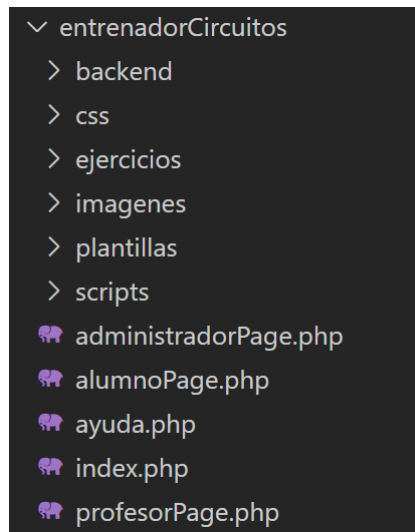 entrenadorCircuitos
backend
css
ejercicios
imagenes
plantillas
scripts
administradorPage.php
alumnoPage.php
ayuda.php
index.php
profesorPage.php